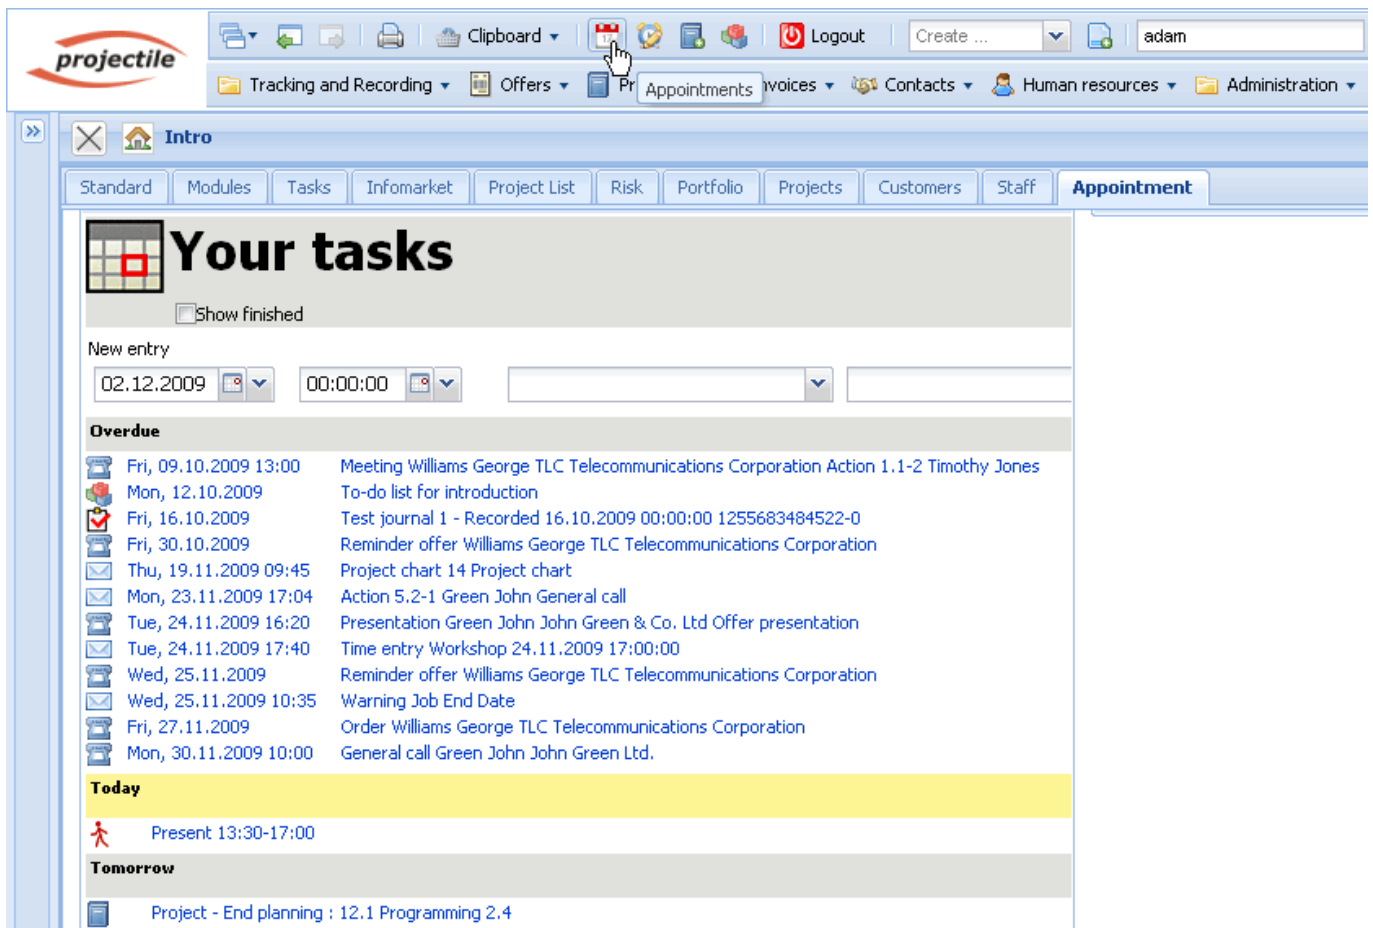 projectile
Clipboard
Logout
Create ...
adam
Tracking and Recording
Offers
Pr
Appointments
voices
Contacts
Human resources
Administration
Intro
Standard
Modules
Tasks
Infomarket
Project List
Risk
Portfolio
Projects
Customers
Staff
Appointment
Your tasks
Show finished
New entry
02.12.2009
00:00:00
Overdue
Fri, 09.10.2009 13:00 Meeting Williams George TLC Telecommunications Corporation Action 1.1-2 Timothy Jones
Mon, 12.10.2009 To-do list for introduction
Fri, 16.10.2009 Test journal 1 - Recorded 16.10.2009 00:00:00 1255683484522-0
Fri, 30.10.2009 Reminder offer Williams George TLC Telecommunications Corporation
Thu, 19.11.2009 09:45 Project chart 14 Project chart
Mon, 23.11.2009 17:04 Action 5.2-1 Green John General call
Tue, 24.11.2009 16:20 Presentation Green John John Green & Co. Ltd Offer presentation
Tue, 24.11.2009 17:40 Time entry Workshop 24.11.2009 17:00:00
Wed, 25.11.2009 Reminder offer Williams George TLC Telecommunications Corporation
Wed, 25.11.2009 10:35 Warning Job End Date
Fri, 27.11.2009 Order Williams George TLC Telecommunications Corporation
Mon, 30.11.2009 10:00 General call Green John John Green Ltd.
Today
Present 13:30-17:00
Tomorrow
Project - End planning : 12.1 Programming 2.4